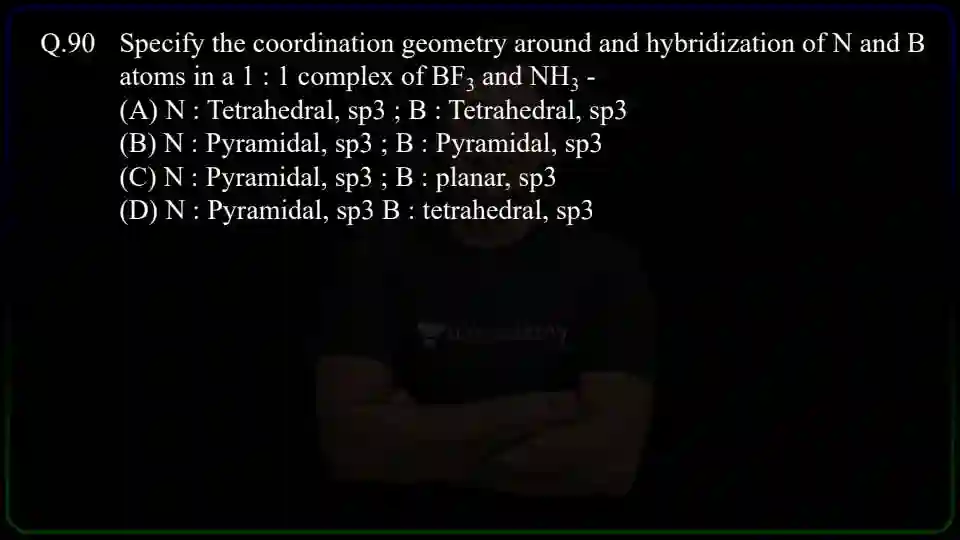 Q.90 Specify the coordination geometry around and hybridization of N and B
atoms in a 1 : 1 complex of BF₃ and NH₃ -
(A) N : Tetrahedral, sp3 ; B : Tetrahedral, sp3
(B) N : Pyramidal, sp3 ; B : Pyramidal, sp3
(C) N : Pyramidal, sp3 ; B : planar, sp3
(D) N : Pyramidal, sp3 B : tetrahedral, sp3